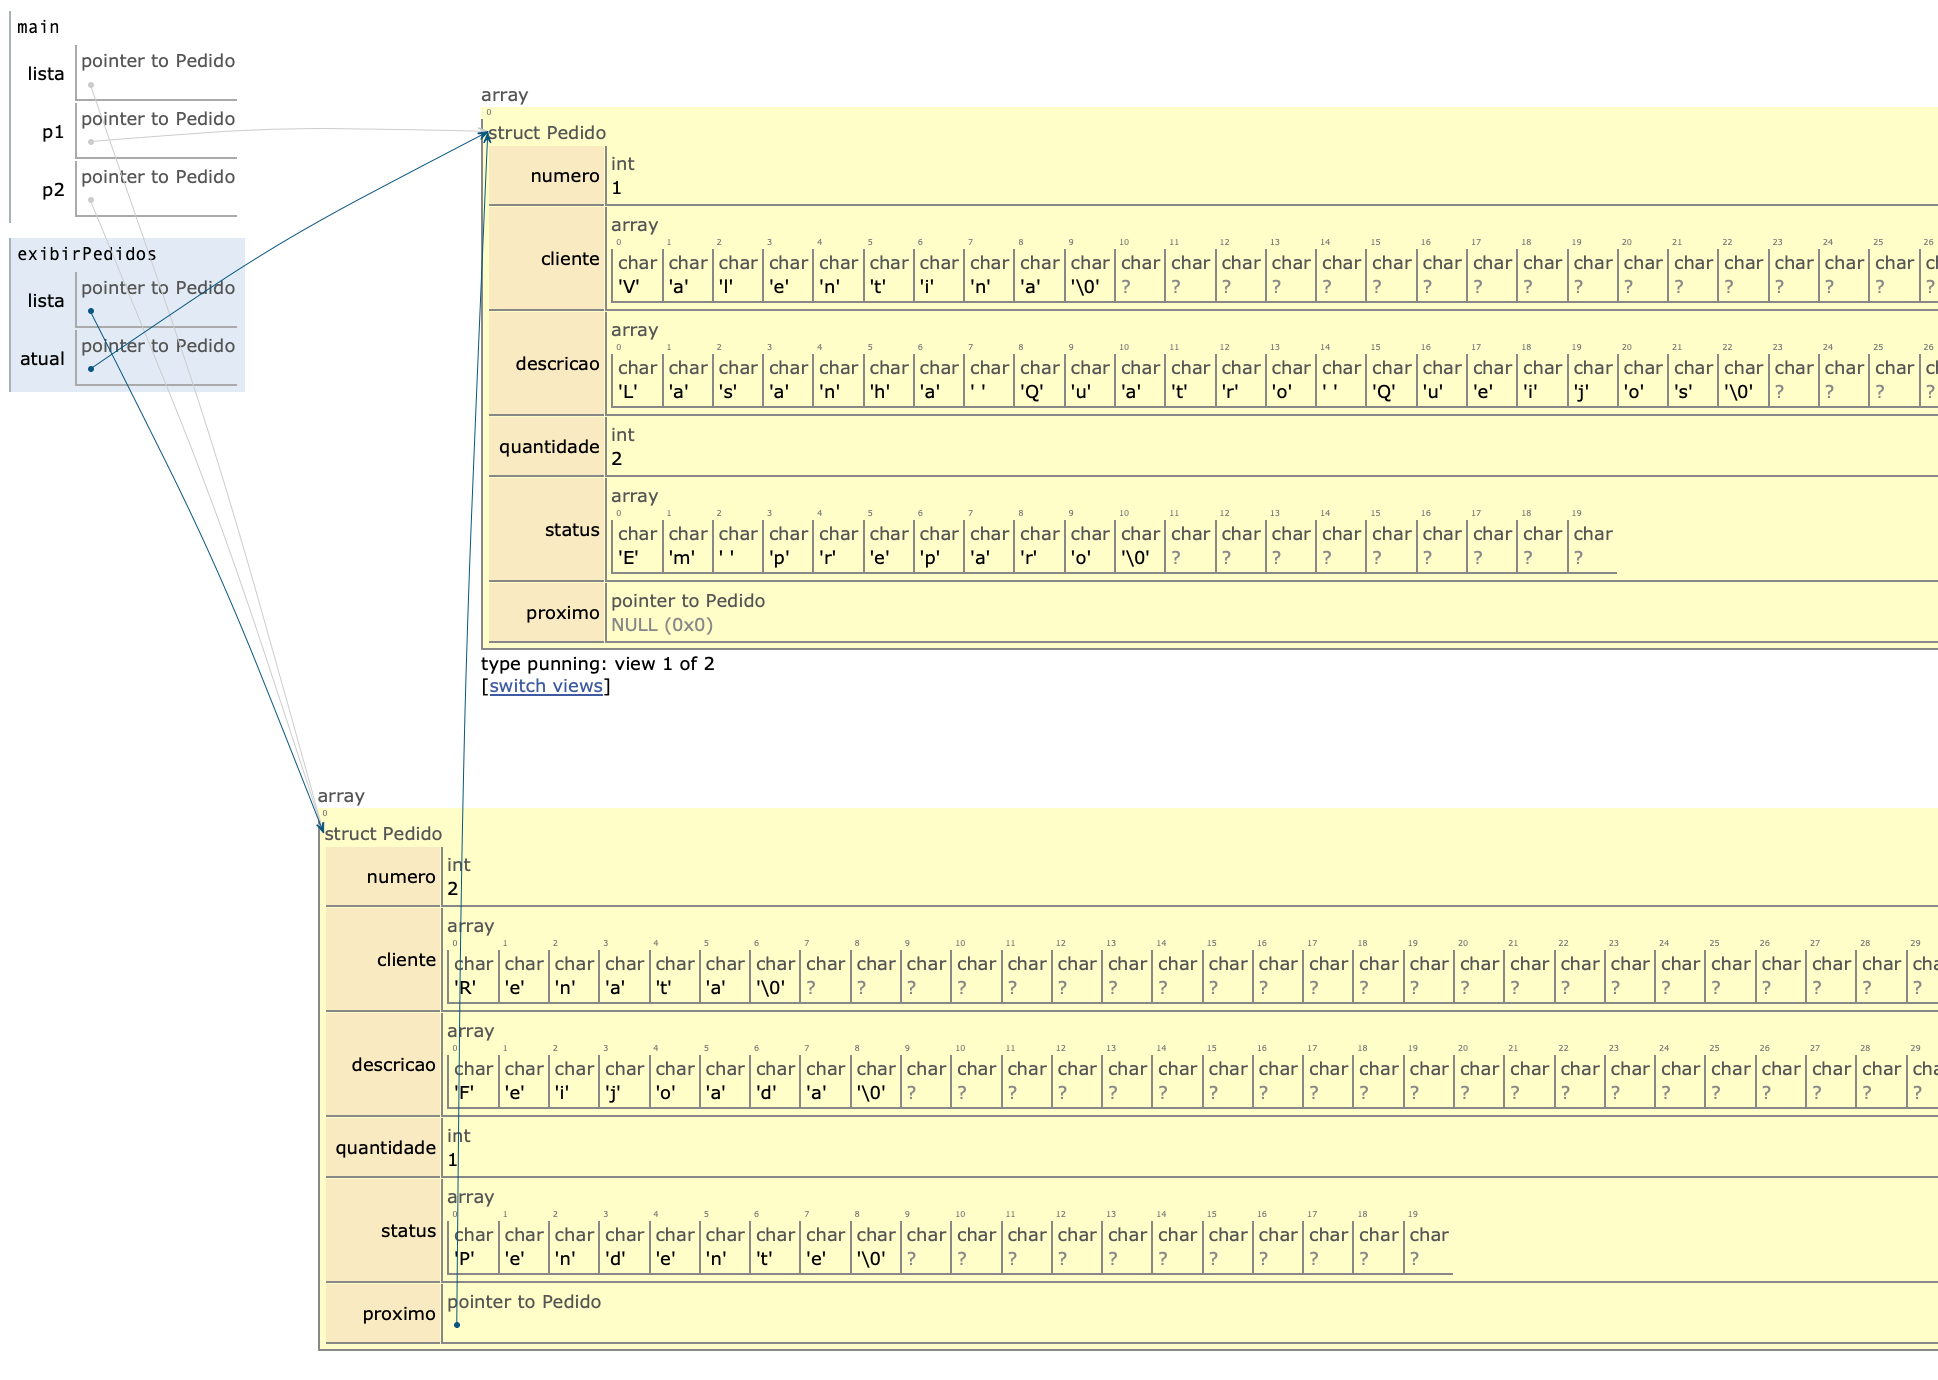 main
lista pointer to Pedido
p1 pointer to Pedido
p2 pointer to Pedido
exibirPedidos
lista pointer to Pedido
atual pointer to Pedido
array
0
struct Pedido
numero int
1
cliente array
0 1 2 3 4 5 6 7 8 9 10 11 12 13 14 15 16 17 18 19 20 21 22 23 24 25 26
char char char char char char char char char char char char char char char char char char char char char char char char char char
'V' 'a' 'l' 'e' 'n' 't' 'i' 'n' 'a' '\0' ? ? ? ? ? ? ? ? ? ? ? ? ? ? ? ? ?
descricao array
0 1 2 3 4 5 6 7 8 9 10 11 12 13 14 15 16 17 18 19 20 21 22 23 24 25 26
char char char char char char char char char char char char char char char char char char char char char char char char char char
'L' 'a' 's' 'a' 'n' 'h' 'a' ' ' 'Q' 'u' 'a' 't' 'r' 'o' ' ' 'Q' 'u' 'e' 'i' 'j' 'o' 's' '\0' ? ? ? ?
quantidade int
2
status array
0 1 2 3 4 5 6 7 8 9 10 11 12 13 14 15 16 17 18 19
char char char char char char char char char char char char char char char char char char char char
'E' 'm' ' ' 'p' 'r' 'e' 'p' 'a' 'r' 'o' '\0' ? ? ? ? ? ? ? ? ?
proximo pointer to Pedido
NULL (0x0)
type punning: view 1 of 2
[switch views]
array
0
struct Pedido
numero int
2
cliente array
0 1 2 3 4 5 6 7 8 9 10 11 12 13 14 15 16 17 18 19 20 21 22 23 24 25 26 27 28 29
char char char char char char char char char char char char char char char char char char char char char char char char char char char char char
'R' 'e' 'n' 'a' 't' 'a' '\0' ? ? ? ? ? ? ? ? ? ? ? ? ? ? ? ? ? ? ? ? ? ? ?
descricao array
0 1 2 3 4 5 6 7 8 9 10 11 12 13 14 15 16 17 18 19 20 21 22 23 24 25 26 27 28 29
char char char char char char char char char char char char char char char char char char char char char char char char char char char char char
'F' 'e' 'i' 'j' 'o' 'a' 'd' 'a' '\0' ? ? ? ? ? ? ? ? ? ? ? ? ? ? ? ? ? ? ? ? ?
quantidade int
1
status array
0 1 2 3 4 5 6 7 8 9 10 11 12 13 14 15 16 17 18 19
char char char char char char char char char char char char char char char char char char char char
'P' 'e' 'n' 'd' 'e' 'n' 't' 'e' '\0' ? ? ? ? ? ? ? ? ? ? ?
proximo pointer to Pedido